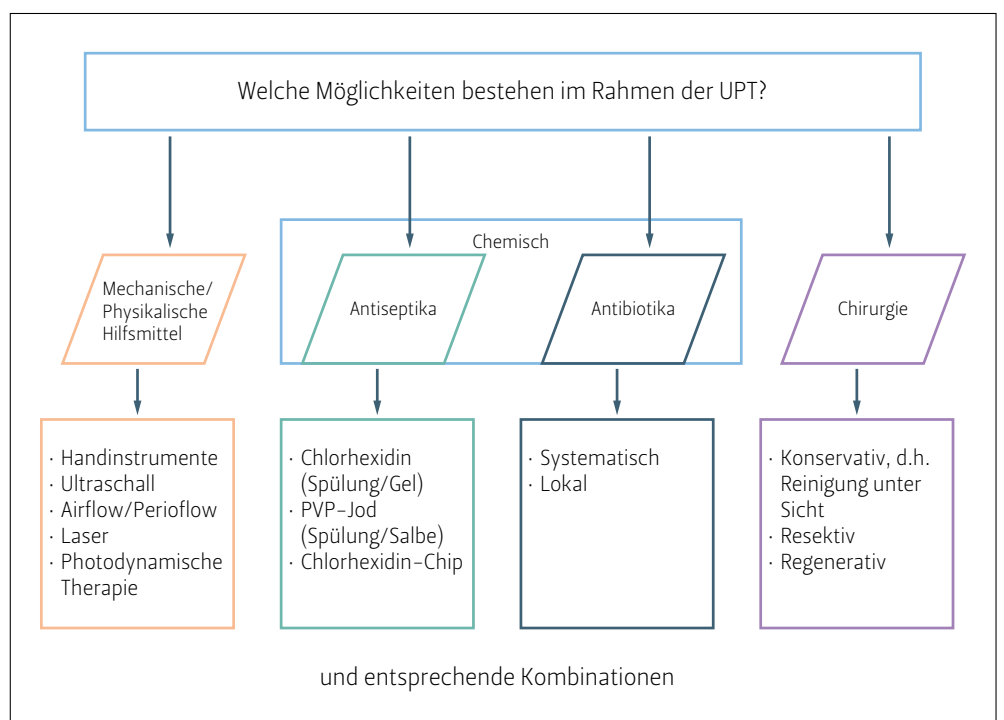 Welche Möglichkeiten bestehen im Rahmen der UPT?
Chemisch
Mechanische/
Physikalische
Hilfsmittel
Antiseptika
Antibiotika
Chirurgie
· Handinstrumente
· Ultraschall
· Airflow/Perioflow
· Laser
· Photodynamische
Therapie
· Chlorhexidin
(Spülung/Gel)
· PVP-Jod
(Spülung/Salbe)
· Chlorhexidin-Chip
· Systematisch
· Lokal
· Konservativ, d.h.
Reinigung unter
Sicht
· Resektiv
· Regenerativ
und entsprechende Kombinationen